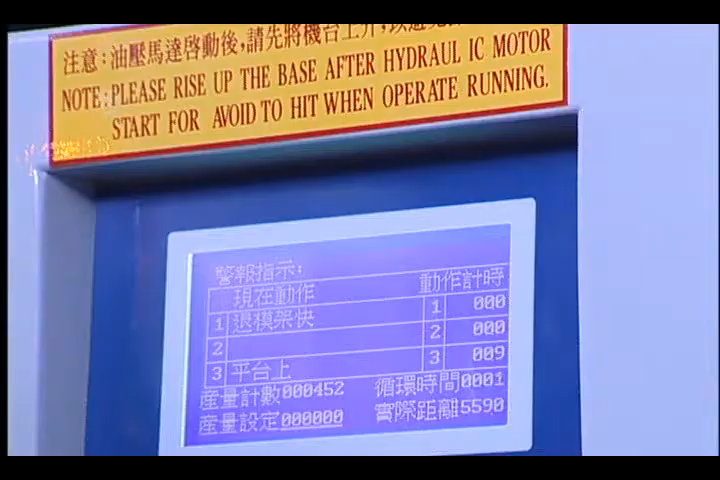 注意：油壓馬達啓動後，請先將機台上升，以避免
NOTE:PLEASE RISE UP THE BASE AFTER HYDRAUL IC MOTOR
START FOR AVOID TO HIT WHEN OPERATE RUNNING.
警報指示：
現在動作 動作計時
1 退模架快 1 000
2 2 000
3 平台上 3 009
産量計數000452 循環時間0001
産量設定000000 實際距離5590